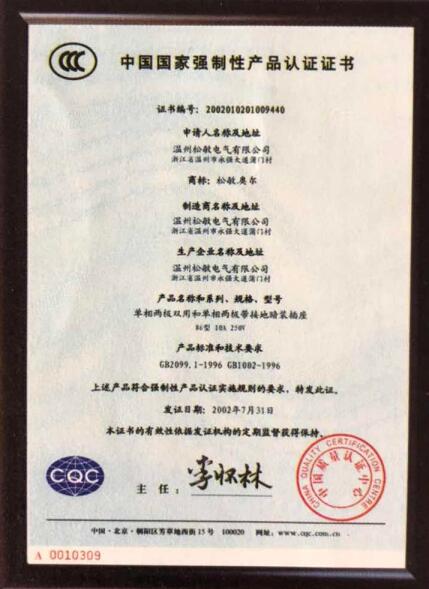 CCC
中国国家强制性产品认证证书
证书编号：2002010201009440
申请人名称及地址
温州松敏电气有限公司
浙江省温州市永强大道蒲门村
商标：松敏.奥尔
制造商名称及地址
温州松敏电气有限公司
浙江省温州市永强大道蒲门村
生产企业名称及地址
温州松敏电气有限公司
浙江省温州市永强大道蒲门村
产品名称和系列、规格、型号
单相两极双用和单相两极带接地暗装插座
86型 10A 250V
产品标准和技术要求
GB2099.1-1996 GB1002-1996
上述产品符合强制性产品认证实施规则的要求，特发此证。
发证日期：2002年7月31日
本证书的有效性依据发证机构的定期监督获得保持。
CQC
主任：李怀林
中国质量认证中心
CHINA QUALITY CERTIFICATION CENTRE
中国·北京·朝阳区芳草地西街15号 100020 网址：www.cqc.com.cn
A 0010309